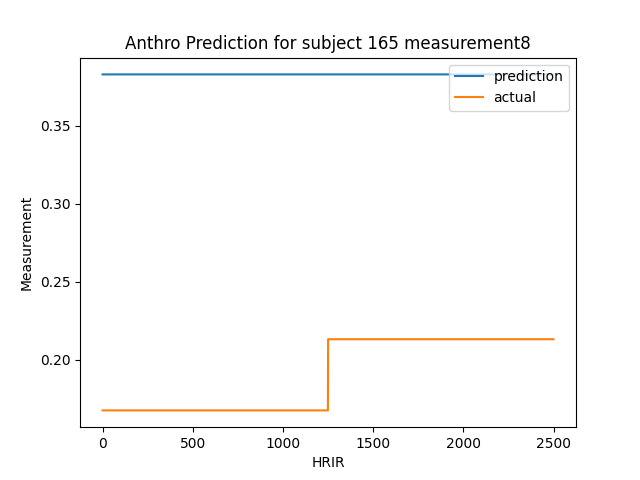 Anthro Prediction for subject 165 measurement8
prediction
actual
0.35
0.30
0.25
0.20
Measurement
0 500 1000 1500 2000 2500
HRIR